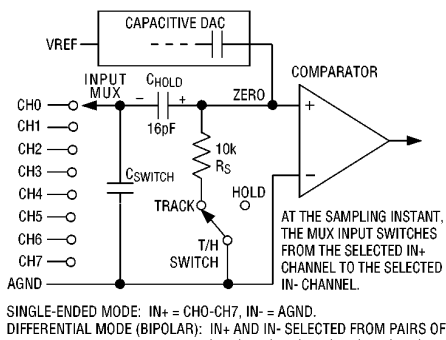 CAPACITIVE DAC
VREF
COMPARATOR
INPUT
MUX
CHOLD
– +
16pF
ZERO
+
–
CH0
CH1
CH2
CH3
CH4
CH5
CH6
CH7
AGND
CSWITCH
10k
RS
TRACK
HOLD
T/H
SWITCH
AT THE SAMPLING INSTANT,
THE MUX INPUT SWITCHES
FROM THE SELECTED IN+
CHANNEL TO THE SELECTED
IN- CHANNEL.
SINGLE-ENDED MODE: IN+ = CHO-CH7, IN- = AGND.
DIFFERENTIAL MODE (BIPOLAR): IN+ AND IN- SELECTED FROM PAIRS OF